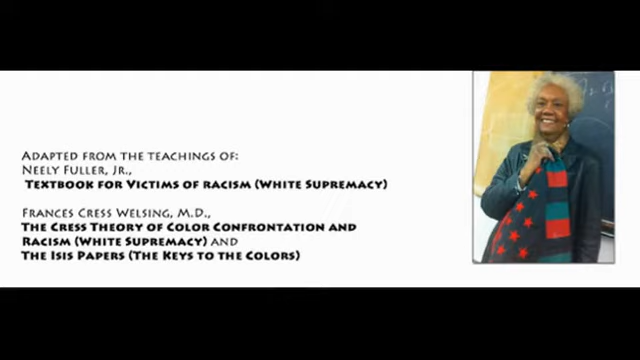 Adapted from the teachings of:
Neely Fuller, Jr.,
Textbook for Victims of racism (White Supremacy)
Frances Cress Welsing, M.D.,
The Cress Theory of Color Confrontation and
Racism (White Supremacy) and
The Isis Papers (The Keys to the Colors)